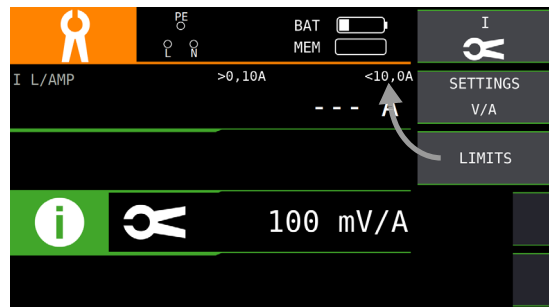 PE
L N
BAT
MEM
I
I L/AMP >0,10A <10,0A
--- A
SETTINGS
V/A
LIMITS
i
100 mV/A